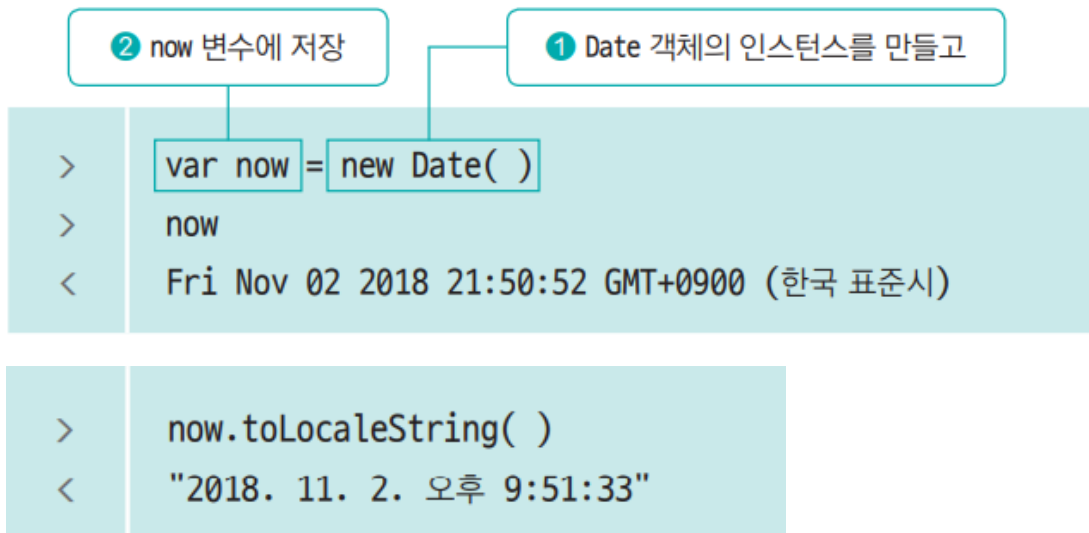 ❷ now 변수에 저장
❶ Date 객체의 인스턴스를 만들고
> var now = new Date( )
> now
< Fri Nov 02 2018 21:50:52 GMT+0900 (한국 표준시)
> now.toLocaleString( )
< "2018. 11. 2. 오후 9:51:33"